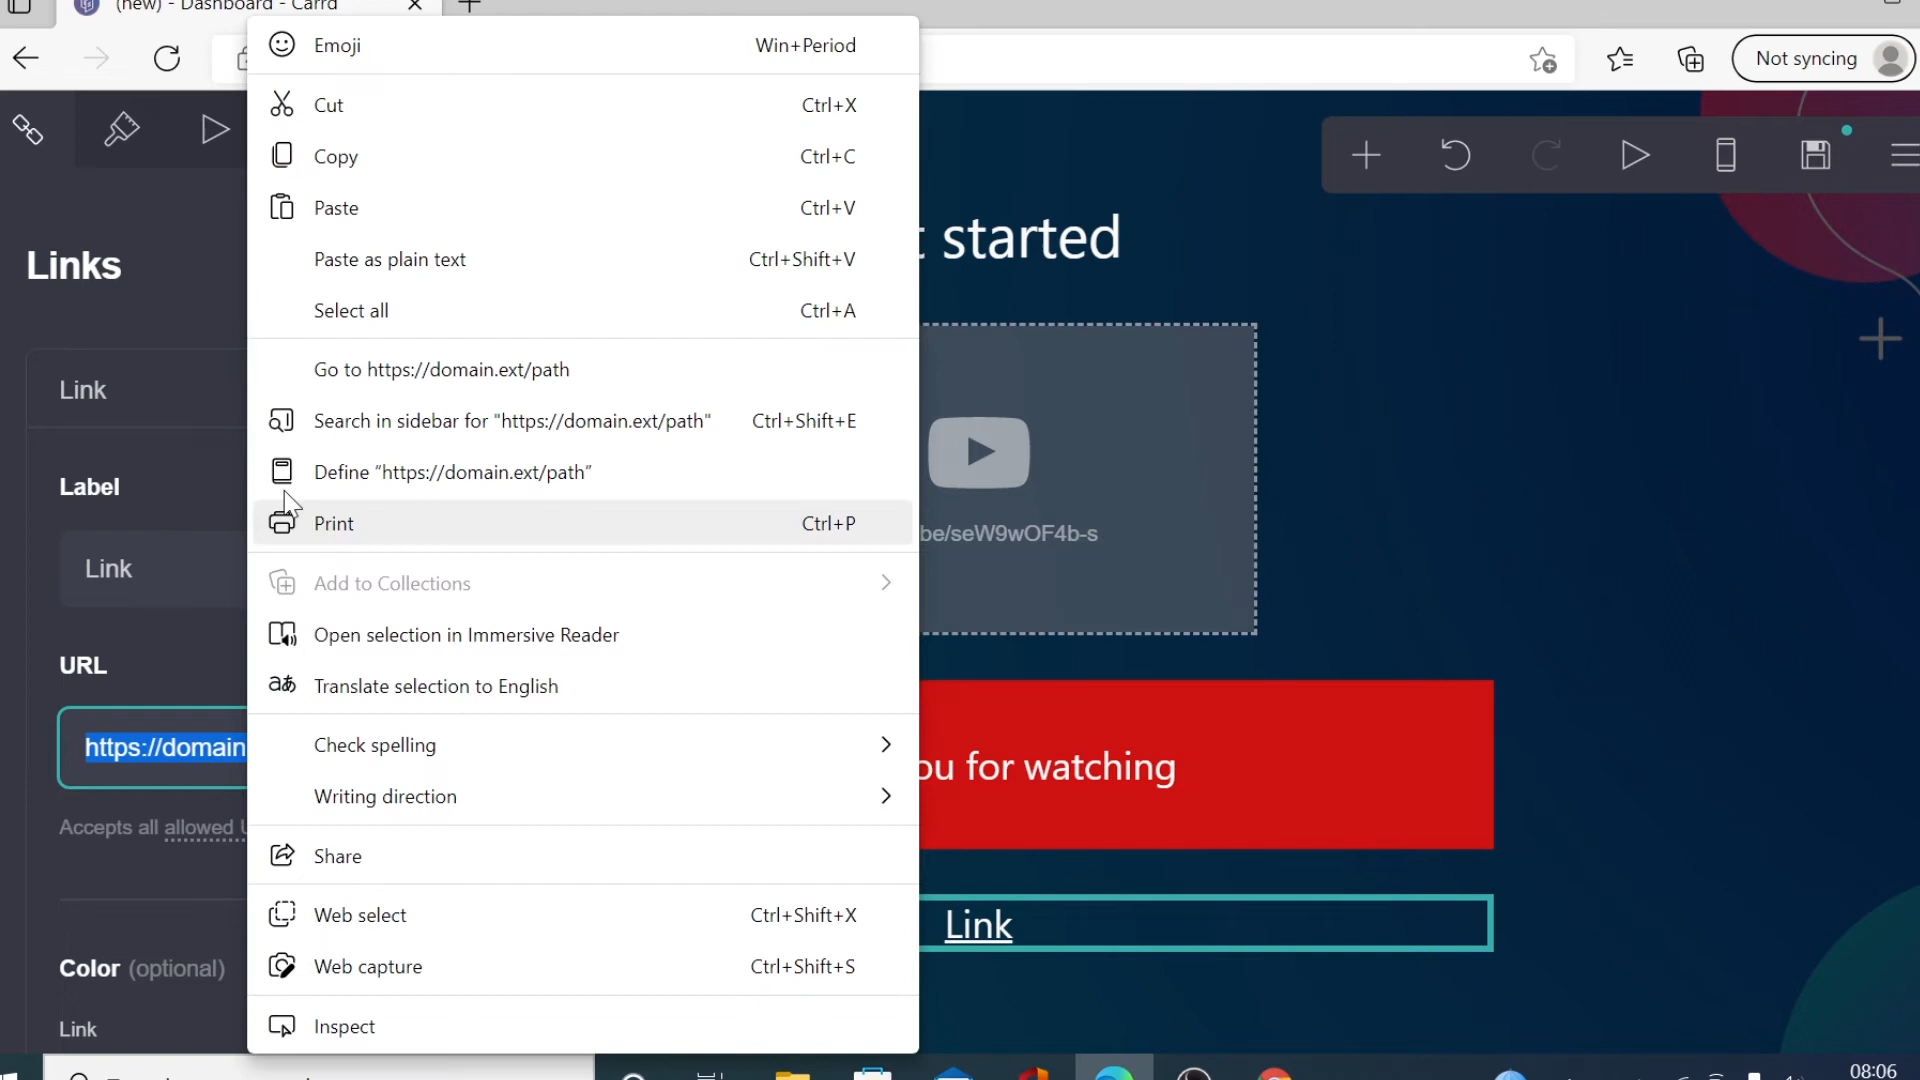 (new) - Dashboard - Carrd
Not syncing
Emoji Win+Period
Cut Ctrl+X
Copy Ctrl+C
Paste Ctrl+V
Paste as plain text Ctrl+Shift+V
Select all Ctrl+A
Go to https://domain.ext/path
Search in sidebar for "https://domain.ext/path" Ctrl+Shift+E
Define “https://domain.ext/path”
Print Ctrl+P
Add to Collections
Open selection in Immersive Reader
Translate selection to English
Check spelling
Writing direction
Share
Web select Ctrl+Shift+X
Web capture Ctrl+Shift+S
Inspect
Links
Link
Label
Link
URL
https://domain
Accepts all allowed
Color (optional)
Link
started
be/seW9wOF4b-s
ou for watching
Link
08:06